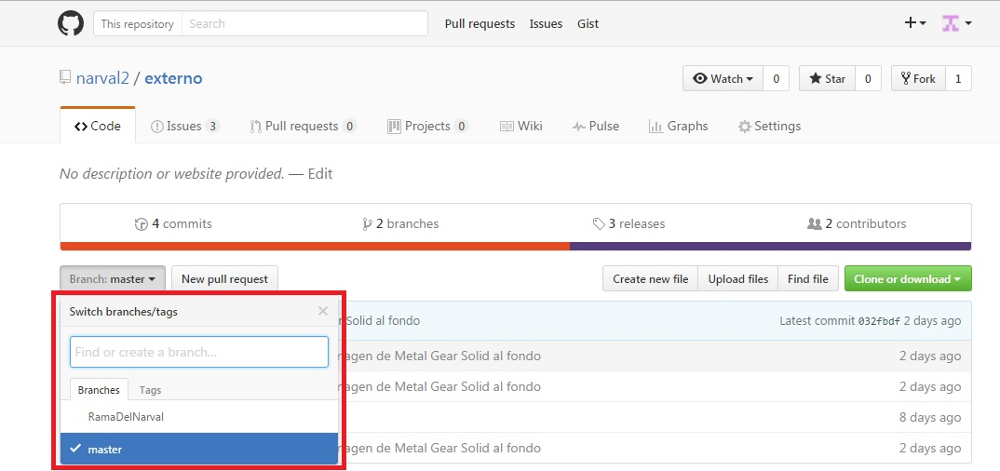 This repository Search Pull requests Issues Gist
narval2 / externo Watch 0 Star 0 Fork 1
Code Issues 3 Pull requests 0 Projects 0 Wiki Pulse Graphs Settings
No description or website provided. — Edit
4 commits 2 branches 3 releases 2 contributors
Branch: master New pull request Create new file Upload files Find file Clone or download
Switch branches/tags
Solid al fondo Latest commit 032fbdf 2 days ago
Find or create a branch...
magen de Metal Gear Solid al fondo 2 days ago
Branches Tags
magen de Metal Gear Solid al fondo 2 days ago
RamaDelNarval 8 days ago
master magen de Metal Gear Solid al fondo 2 days ago